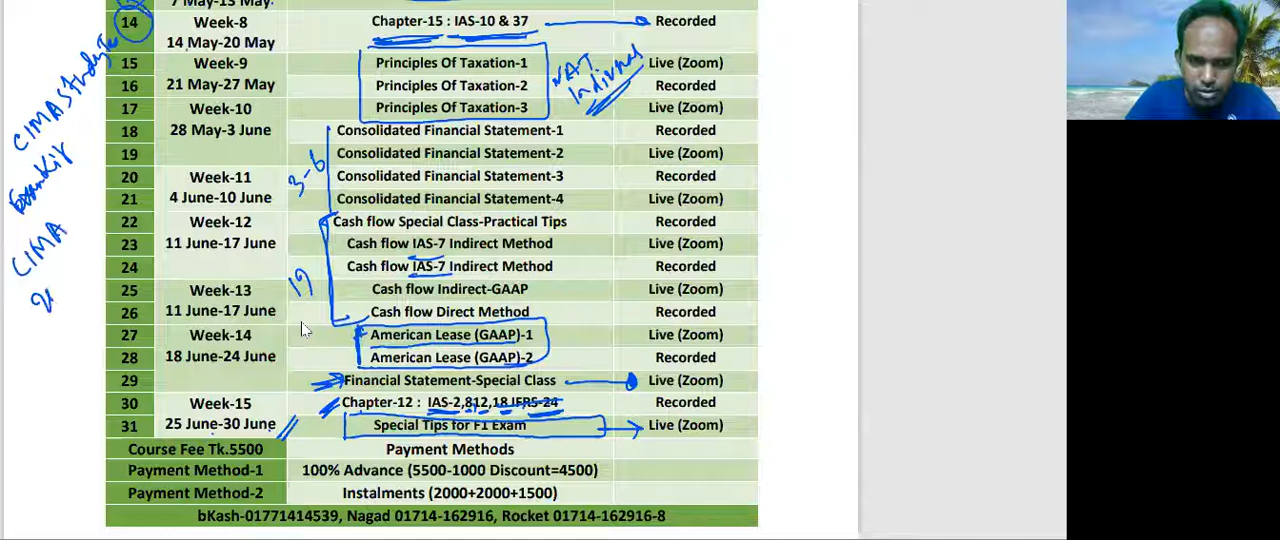 7 May-13 May
14 Week-8 Chapter-15 : IAS-10 & 37 Recorded
14 May-20 May
15 Week-9 Principles Of Taxation-1 Live (Zoom)
16 21 May-27 May Principles Of Taxation-2 Recorded
17 Week-10 Principles Of Taxation-3 Live (Zoom)
18 28 May-3 June Consolidated Financial Statement-1 Recorded
19 Consolidated Financial Statement-2 Live (Zoom)
20 Week-11 Consolidated Financial Statement-3 Recorded
21 4 June-10 June Consolidated Financial Statement-4 Live (Zoom)
22 Week-12 Cash flow Special Class-Practical Tips Recorded
23 11 June-17 June Cash flow IAS-7 Indirect Method Live (Zoom)
24 Cash flow IAS-7 Indirect Method Recorded
25 Week-13 Cash flow Indirect-GAAP Live (Zoom)
26 11 June-17 June Cash flow Direct Method Recorded
27 Week-14 American Lease (GAAP)-1 Live (Zoom)
28 18 June-24 June American Lease (GAAP)-2 Recorded
29 Financial Statement-Special Class Live (Zoom)
30 Week-15 Chapter-12 : IAS-2,812,18 IFRS-24 Recorded
31 25 June-30 June Special Tips for F1 Exam Live (Zoom)
Course Fee Tk.5500 Payment Methods
Payment Method-1 100% Advance (5500-1000 Discount=4500)
Payment Method-2 Instalments (2000+2000+1500)
bKash-01771414539, Nagad 01714-162916, Rocket 01714-162916-8
CIMA Study
Kit
CIMA
3-6
19